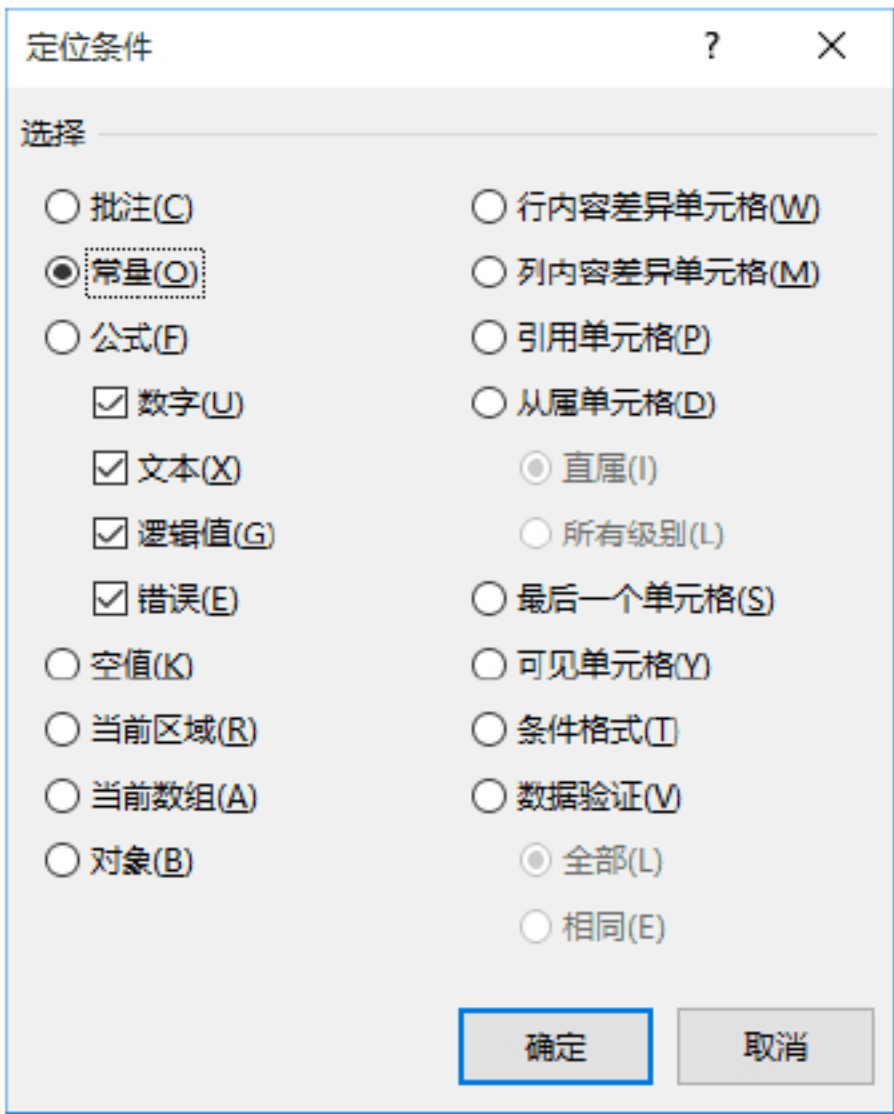 定位条件 ?
选择
批注(C)
常量(O)
公式(F)
数字(U)
文本(X)
逻辑值(G)
错误(E)
空值(K)
当前区域(R)
当前数组(A)
对象(B)
行内容差异单元格(W)
列内容差异单元格(M)
引用单元格(P)
从属单元格(D)
直属(I)
所有级别(L)
最后一个单元格(S)
可见单元格(Y)
条件格式(T)
数据验证(V)
全部(L)
相同(E)
确定
取消